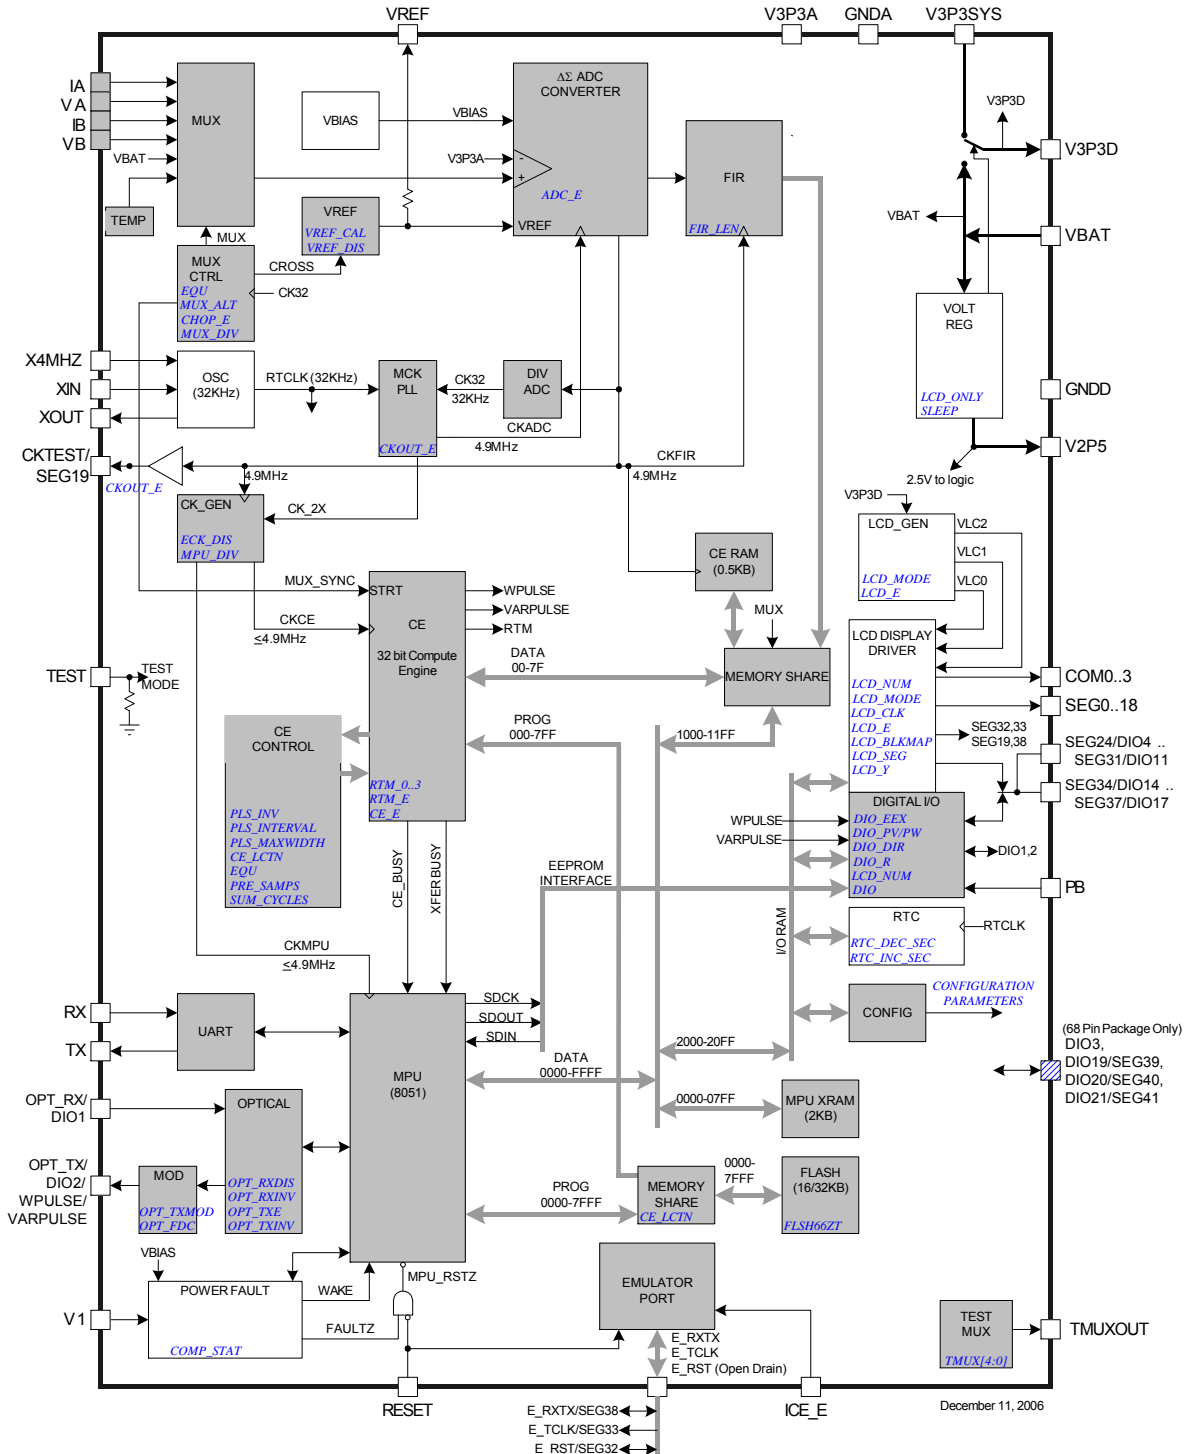 VREF
V3P3A
GNDA
V3P3SYS
IA
VA
IB
VB
VBAT
TEMP
MUX
MUX
MUX
CTRL
EQU
MUX_ALT
CHOP_E
MUX_DIV
CROSS
CK32
VBIAS
VBIAS
V3P3A
-
+
ΔΣ ADC
CONVERTER
ADC_E
VREF
VREF
VREF_CAL
VREF_DIS
FIR
FIR_LEN
V3P3D
V3P3D
VBAT
VBAT
VOLT
REG
LCD_ONLY
SLEEP
GNDD
V2P5
2.5V to logic
X4MHZ
XIN
XOUT
OSC
(32KHz)
RTCLK (32KHz)
MCK
PLL
CKOUT_E
CK32
32KHz
DIV
ADC
CKADC
4.9MHz
CKFIR
4.9MHz
CKTEST/
SEG19
CKOUT_E
4.9MHz
CK_GEN
ECK_DIS
MPU_DIV
CK_2X
MUX_SYNC
CKCE
≤4.9MHz
STRT
CE
32 bit Compute
Engine
RTM_0..3
RTM_E
CE_E
WPULSE
VARPULSE
RTM
DATA
00-7F
PROG
000-7FF
CE RAM
(0.5KB)
MUX
MEMORY SHARE
1000-11FF
V3P3D
LCD_GEN
LCD_MODE
LCD_E
VLC2
VLC1
VLC0
LCD DISPLAY
DRIVER
LCD_NUM
LCD_MODE
LCD_CLK
LCD_E
LCD_BLKMAP
LCD_SEG
LCD_Y
COM0..3
SEG0..18
SEG32,33
SEG19,38
SEG24/DIO4 ..
SEG31/DIO11
SEG34/DIO14 ..
SEG37/DIO17
TEST
TEST
MODE
CE
CONTROL
PLS_INV
PLS_INTERVAL
PLS_MAXWIDTH
CE_LCTN
EQU
PRE_SAMPS
SUM_CYCLES
CE_BUSY
XFER BUSY
EEPROM
INTERFACE
WPULSE
VARPULSE
DIGITAL I/O
DIO_EEX
DIO_PV/PW
DIO_DIR
DIO_R
LCD_NUM
DIO
DIO1,2
PB
I/O RAM
RTC
RTC_DEC_SEC
RTC_INC_SEC
RTCLK
CONFIG
CONFIGURATION
PARAMETERS
CKMPU
≤4.9MHz
RX
TX
UART
MPU
(8051)
SDCK
SDOUT
SDIN
DATA
0000-FFFF
2000-20FF
0000-07FF
MPU XRAM
(2KB)
(68 Pin Package Only)
DIO3,
DIO19/SEG39,
DIO20/SEG40,
DIO21/SEG41
OPT_RX/
DIO1
OPTICAL
OPT_RXDIS
OPT_RXINV
OPT_TXE
OPT_TXINV
OPT_TX/
DIO2/
WPULSE/
VARPULSE
MOD
OPT_TXMOD
OPT_FDC
PROG
0000-7FFF
MEMORY
SHARE
CE_LCTN
0000-
7FFF
FLASH
(16/32KB)
FLSH66ZT
VBIAS
V1
POWER FAULT
COMP_STAT
WAKE
FAULTZ
MPU_RSTZ
EMULATOR
PORT
E_RXTX
E_TCLK
E_RST (Open Drain)
TEST
MUX
TMUX[4:0]
TMUXOUT
RESET
ICE_E
December 11, 2006
E_RXTX/SEG38
E_TCLK/SEG33
E_RST/SEG32